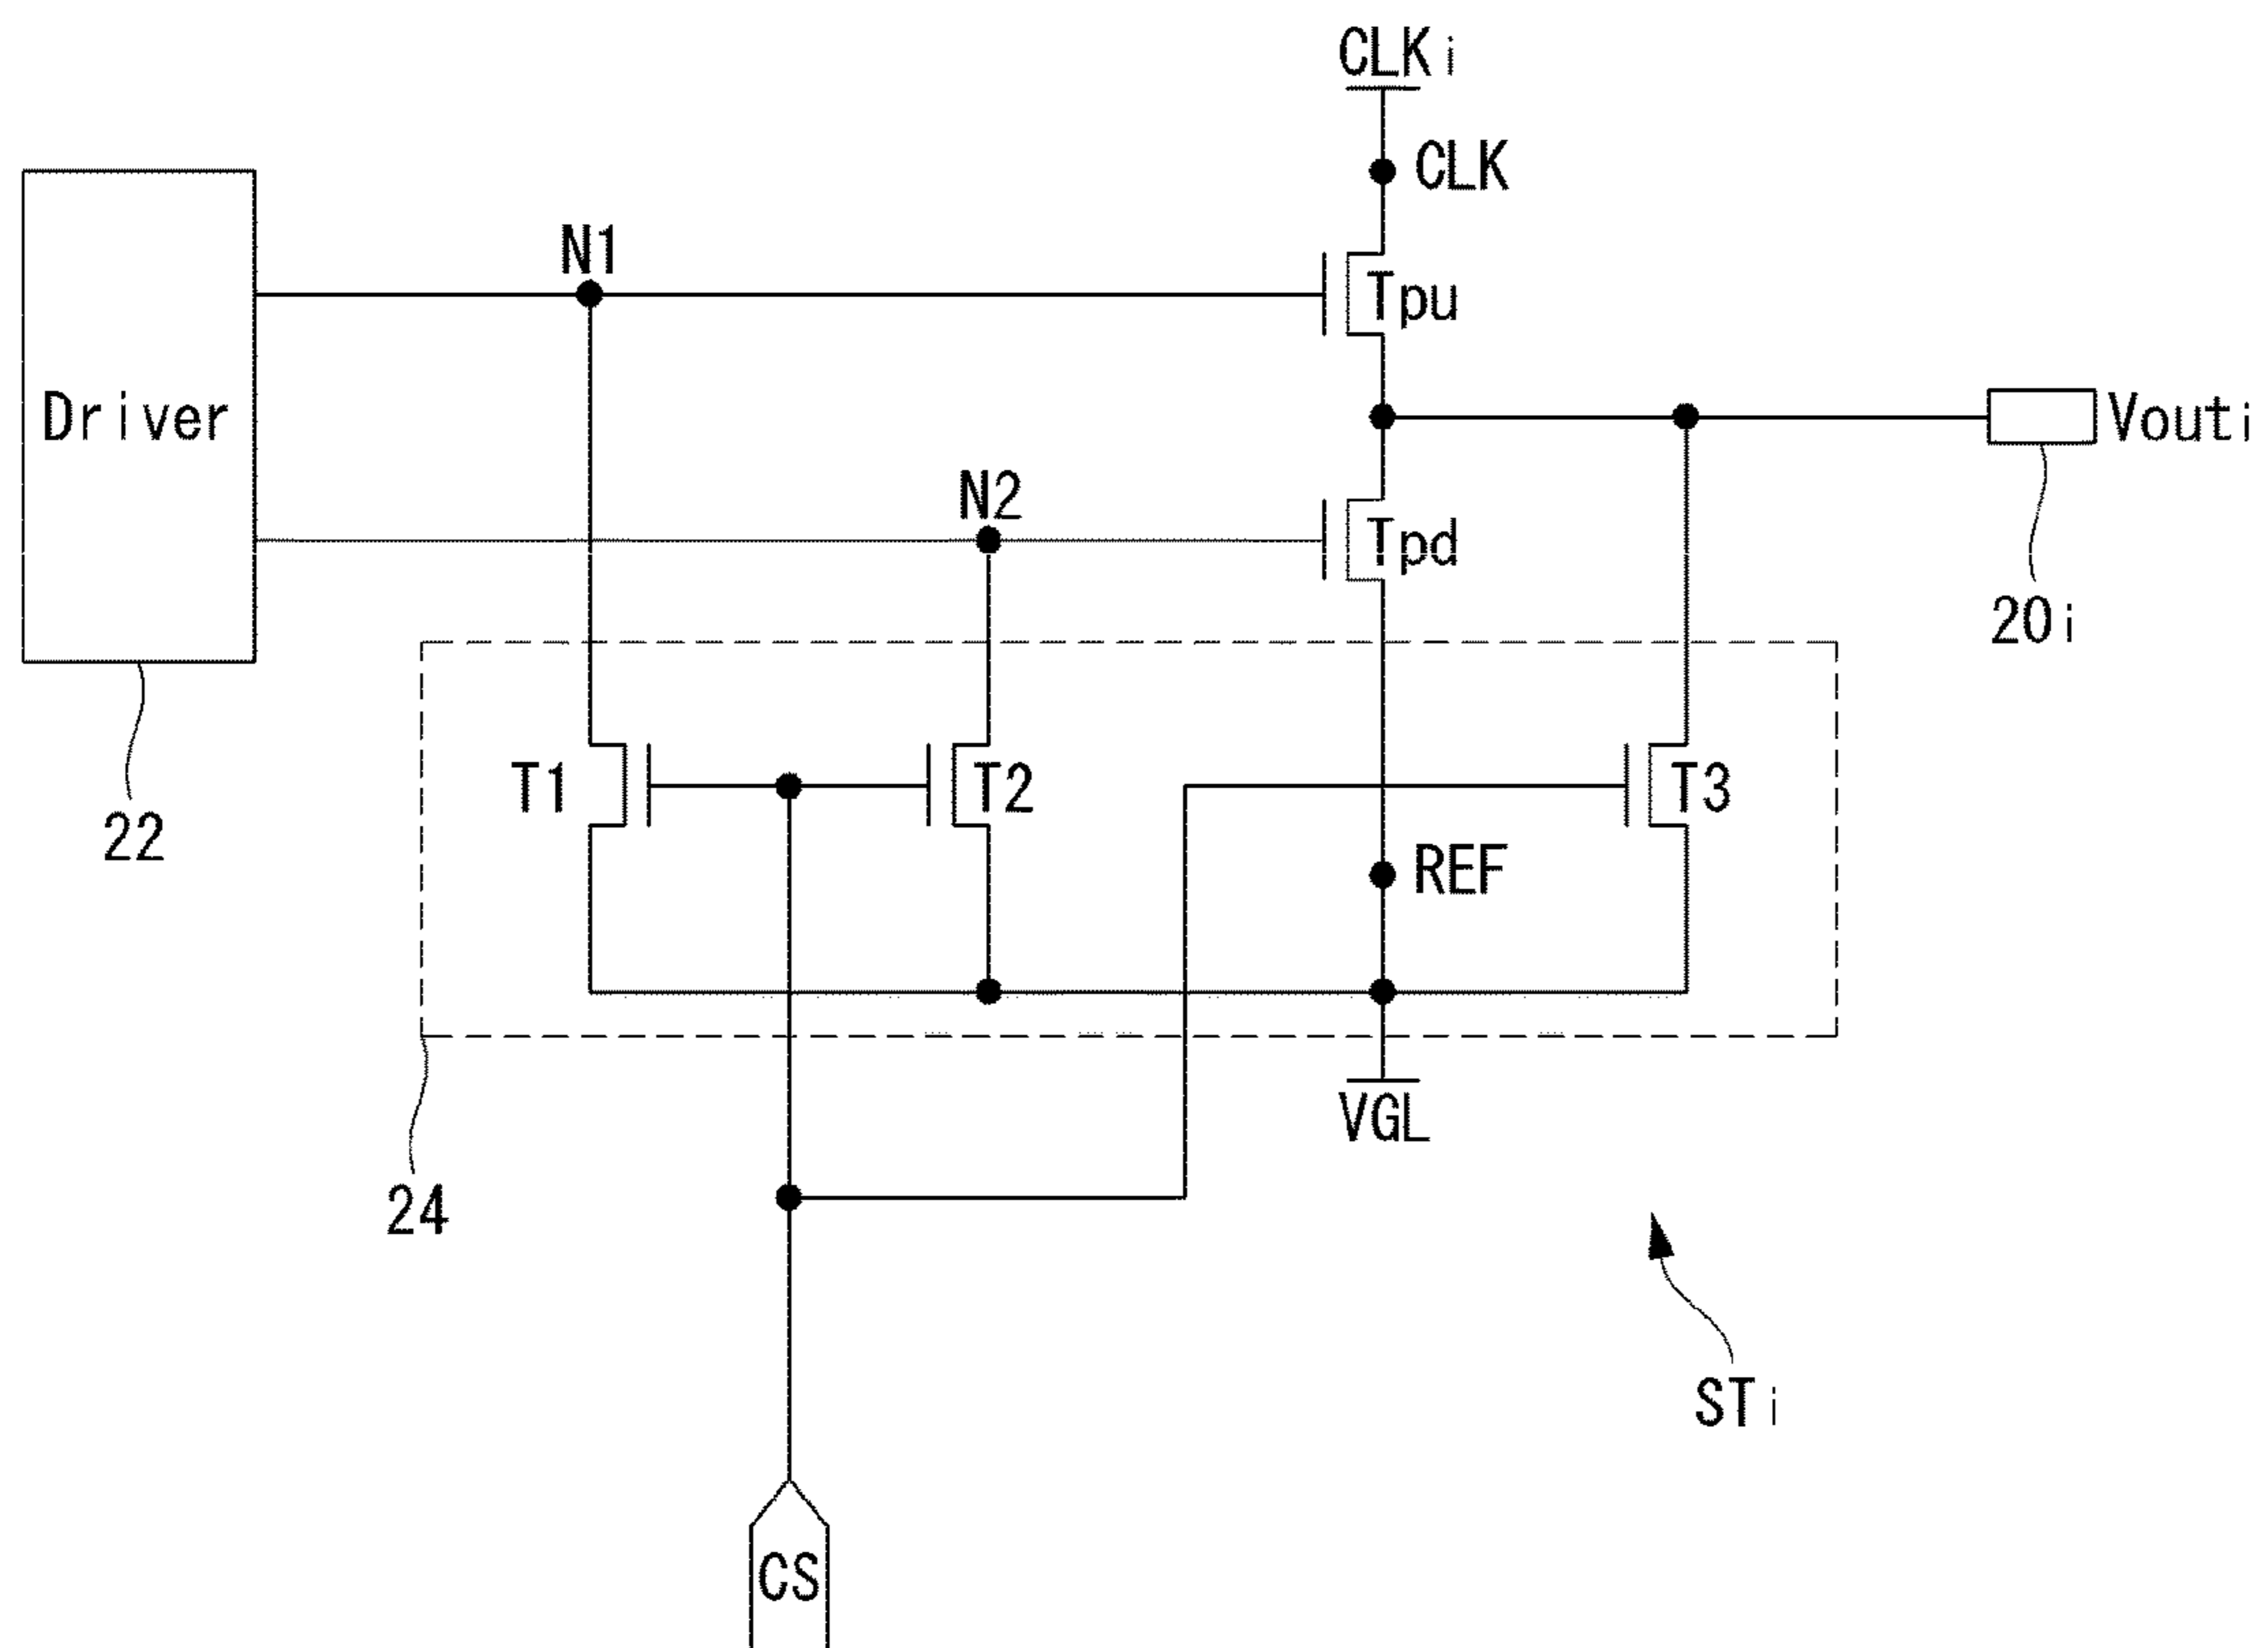 CLKi
CLK
N1
Tpu
Driver
Vouti
N2
Tpd
20i
T1
T2
T3
22
REF
VGL
24
STi
CS